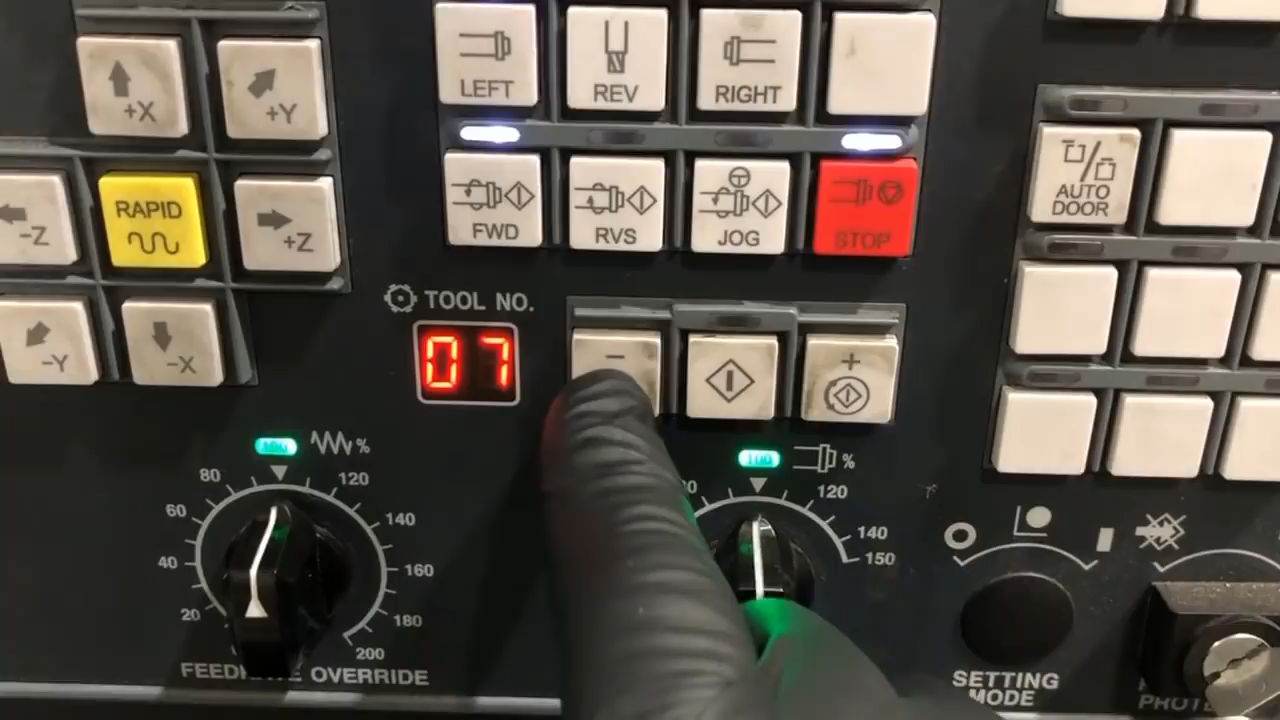 LEFT
REV
RIGHT
+X
+Y
FWD
RVS
JOG
STOP
AUTO
DOOR
RAPID
-Z
+Z
TOOL NO.
07
-Y
-X
−
+
%
100
%
80
120
60
140
40
160
20
180
200
120
140
150
OVERRIDE
SETTING
MODE